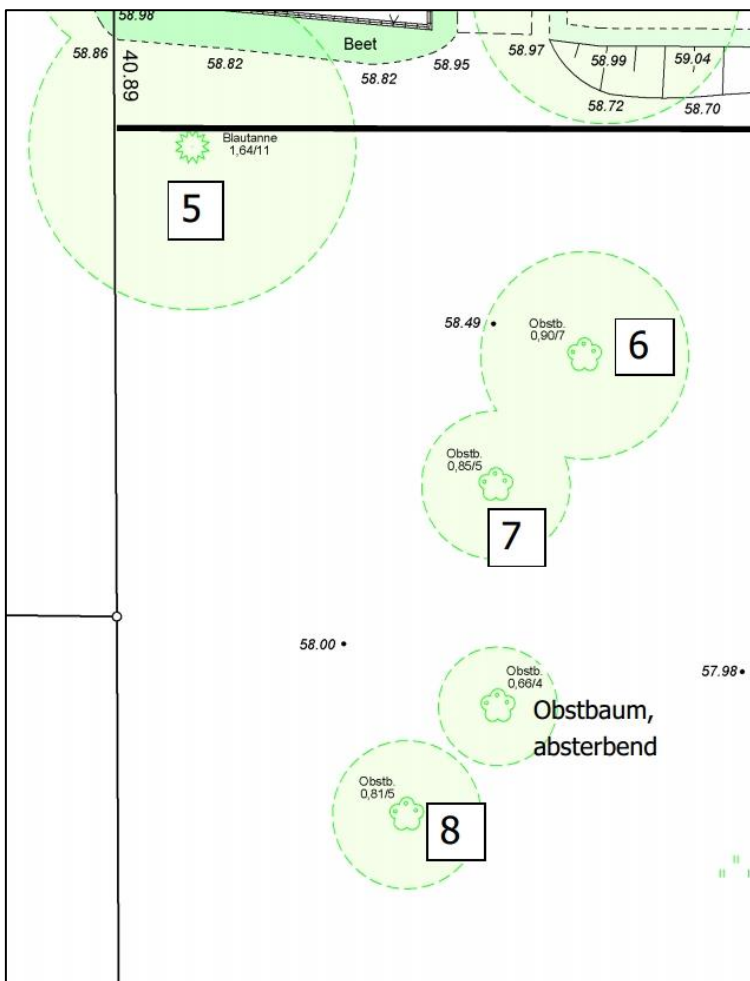 58.98
Beet
58.86
58.82
58.82
58.95
58.97
58.99
59.04
40.89
58.72
58.70
Blautanne
1,64/11
5
58.49
Obstb.
0,90/7
6
Obstb.
0,85/5
7
58.00
57.98
Obstb.
0,66/4
Obstbaum,
absterbend
Obstb.
0,81/5
8